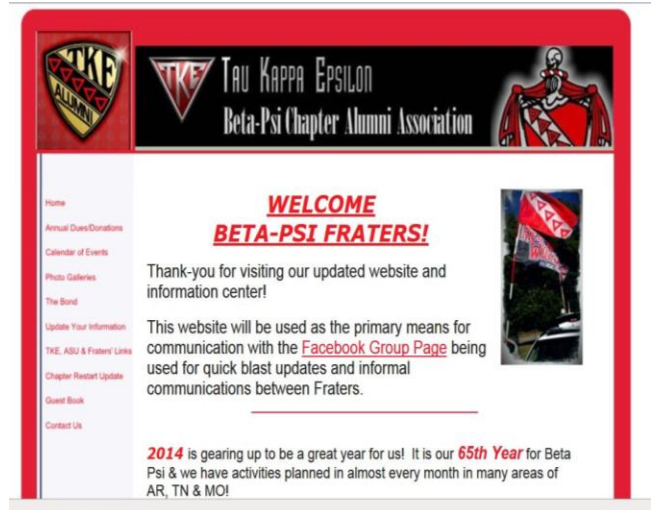 TKE
ALUMNI
TKE
TAU KAPPA EPSILON
Beta-Psi Chapter Alumni Association
Home
Annual Dues/Donations
Calendar of Events
Photo Galleries
The Bond
Update Your Information
TKE, ASU & Fraters' Links
Chapter Restart Update
Guest Book
Contact Us
WELCOME
BETA-PSI FRATERS!
Thank-you for visiting our updated website and
information center!
This website will be used as the primary means for
communication with the Facebook Group Page being
used for quick blast updates and informal
communications between Fraters.
2014 is gearing up to be a great year for us! It is our 65th Year for Beta
Psi & we have activities planned in almost every month in many areas of
AR, TN & MO!